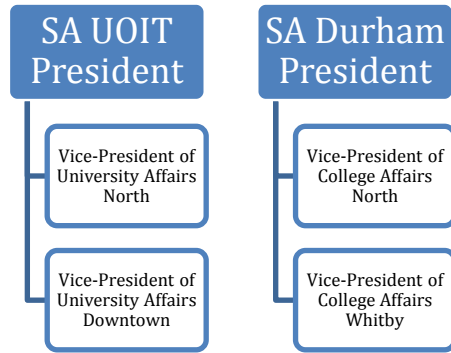 SA UOIT
President
Vice-President of
University Affairs
North
Vice-President of
University Affairs
Downtown
SA Durham
President
Vice-President of
College Affairs
North
Vice-President of
College Affairs
Whitby